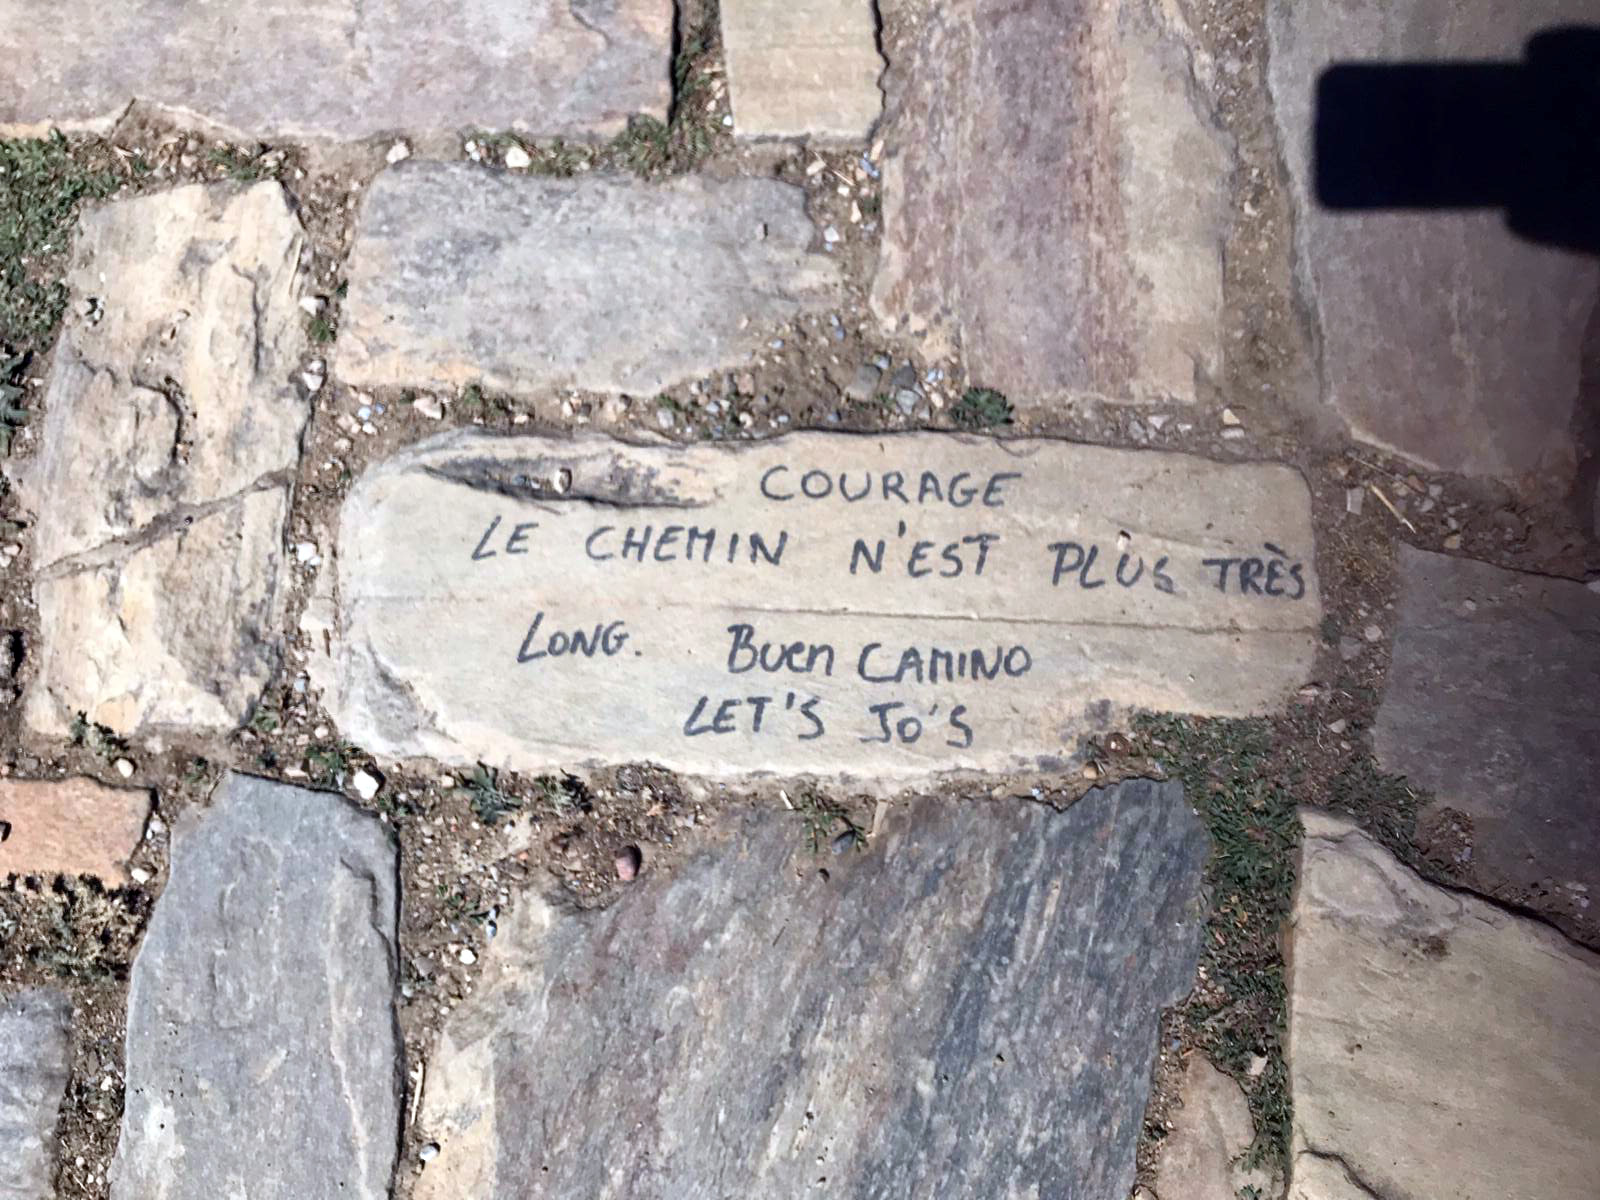 COURAGE
LE CHEMIN N'EST PLUS TRÈS
LONG. BUEN CAMINO
LET'S JO'S